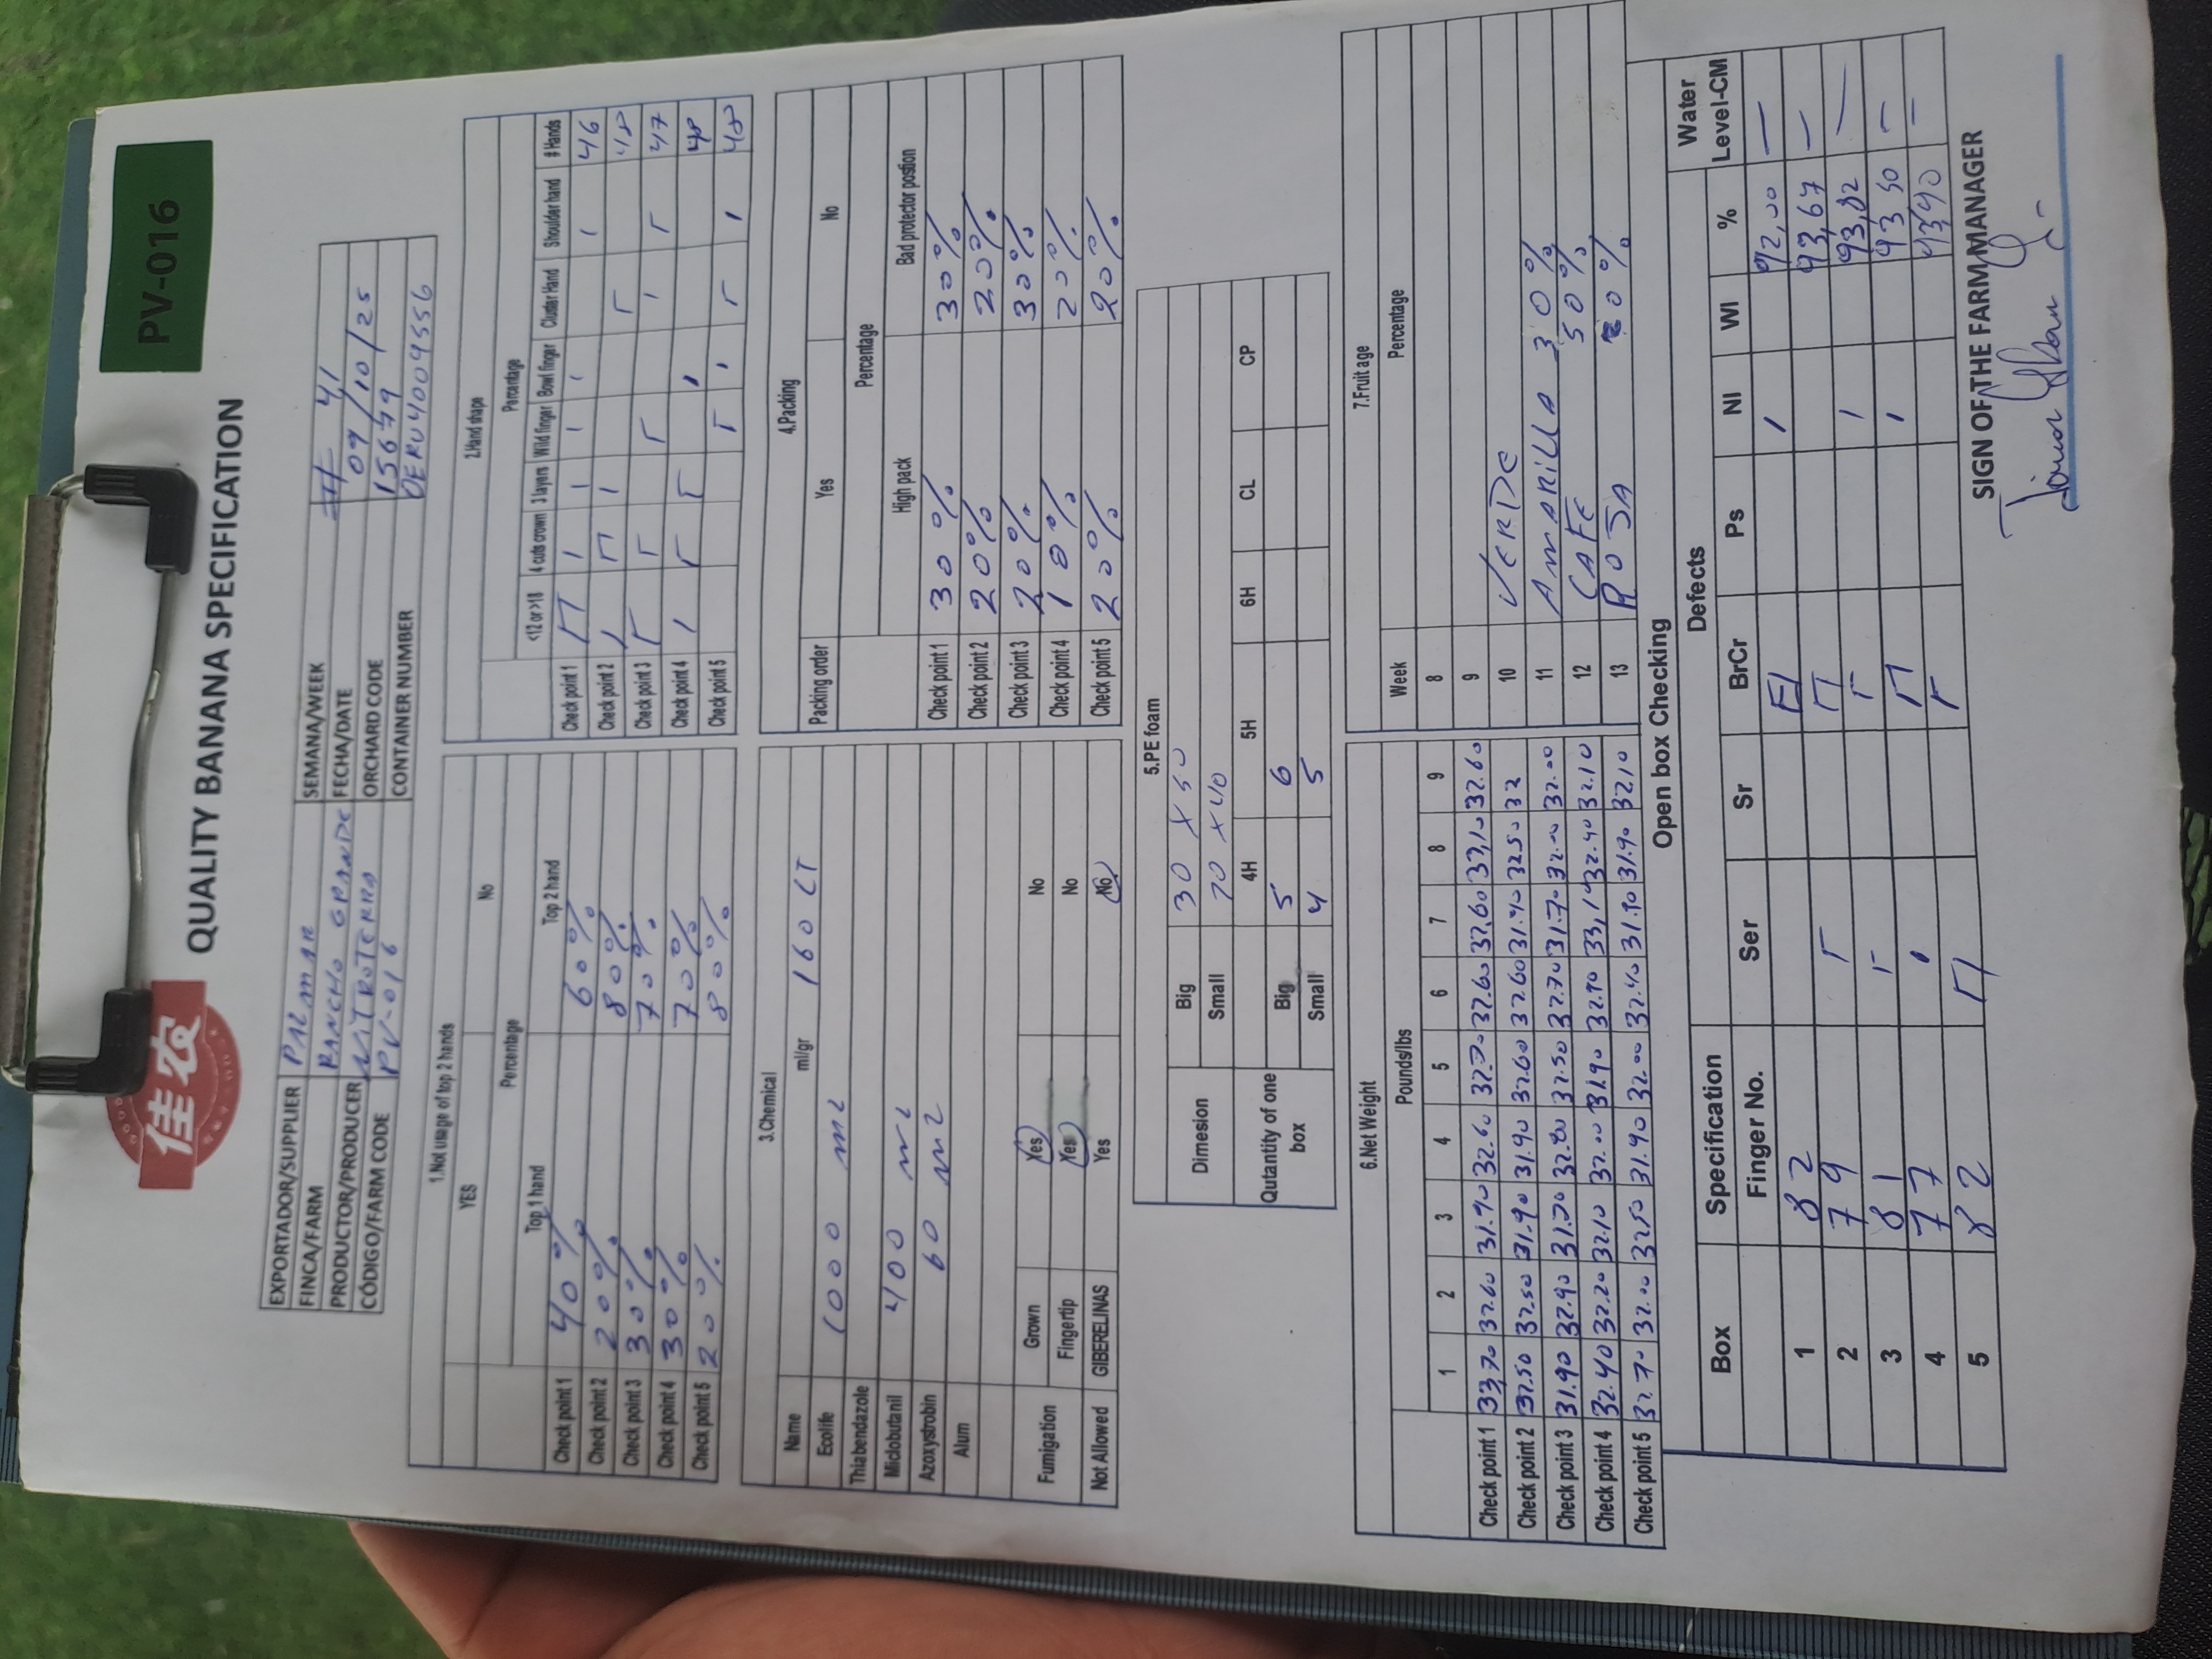 佳农
PV-016
QUALITY BANANA SPECIFICATION
EXPORTADOR/SUPPLIER PALMAR SEMANA/WEEK # 41
FINCA/FARM RANCHO GRANDE FECHA/DATE 09/10/25
PRODUCTOR/PRODUCER NITROTERRA ORCHARD CODE 15679
CÓDIGO/FARM CODE PV-016 CONTAINER NUMBER
1.Not usage of top 2 hands
YES No
Percentage
Top 1 hand Top 2 hand
Check point 1 40% 60%
Check point 2 20% 80%
Check point 3 30% 70%
Check point 4 30% 70%
Check point 5 20% 80%
2.Hand shape
Percentage
<12 or >18 4 cuts crown 3 layers Wild finger Bowl finger Cluster Hand Shoulder hand # Hands
Check point 1 46
Check point 2 48
Check point 3 47
Check point 4 48
Check point 5 48
3.Chemical
Name ml/gr 160 LT
Ecolife 1000 ml
Thiabendazole
Miclobutanil 400 ml
Azoxystrobin 60 ml
Alum
Fumigation Grown Yes No
Fingertip Yes No
Not Allowed GIBERELINAS Yes No
4.Packing
Packing order Yes No
Percentage
High pack Bad protector postion
Check point 1 30% 30%
Check point 2 20% 20%
Check point 3 20% 30%
Check point 4 10% 20%
Check point 5 20% 20%
5.PE foam
Dimesion Big 30 X 50
Small 70 X 40
4H 5H 6H CL CP
Qutantity of one box Big 5 6
Small 4 5
6.Net Weight
Pounds/lbs
1 2 3 4 5 6 7 8 9
Check point 1 33,70 32.60 31.90 32.60 32.70 32.60 32,60 33,10 32.60
Check point 2 32.50 32.50 31.90 31.90 32.60 32.60 31.90 32.50 32
Check point 3 31.90 32.90 31.70 32.80 32.50 32.70 31.70 32.00 32.00
Check point 4 32.40 32.20 32.10 32.00 31.90 32.90 33,10 32.40 32.10
Check point 5 32.70 32.00 32.50 31.90 32.00 32.40 31.90 31.90 32.10
7.Fruit age
Week Percentage
8
9
10 VERDE
11 AMARILLA 30%
12 CAFE 50%
13 ROSA 20%
Open box Checking
Box Specification Defects Water Level-CM
Finger No. Ser Sr BrCr Ps NI WI %
1 82 92,00
2 79 93,67
3 81 93,82
4 77 93 50
5 82
SIGN OF THE FARM MANAGER